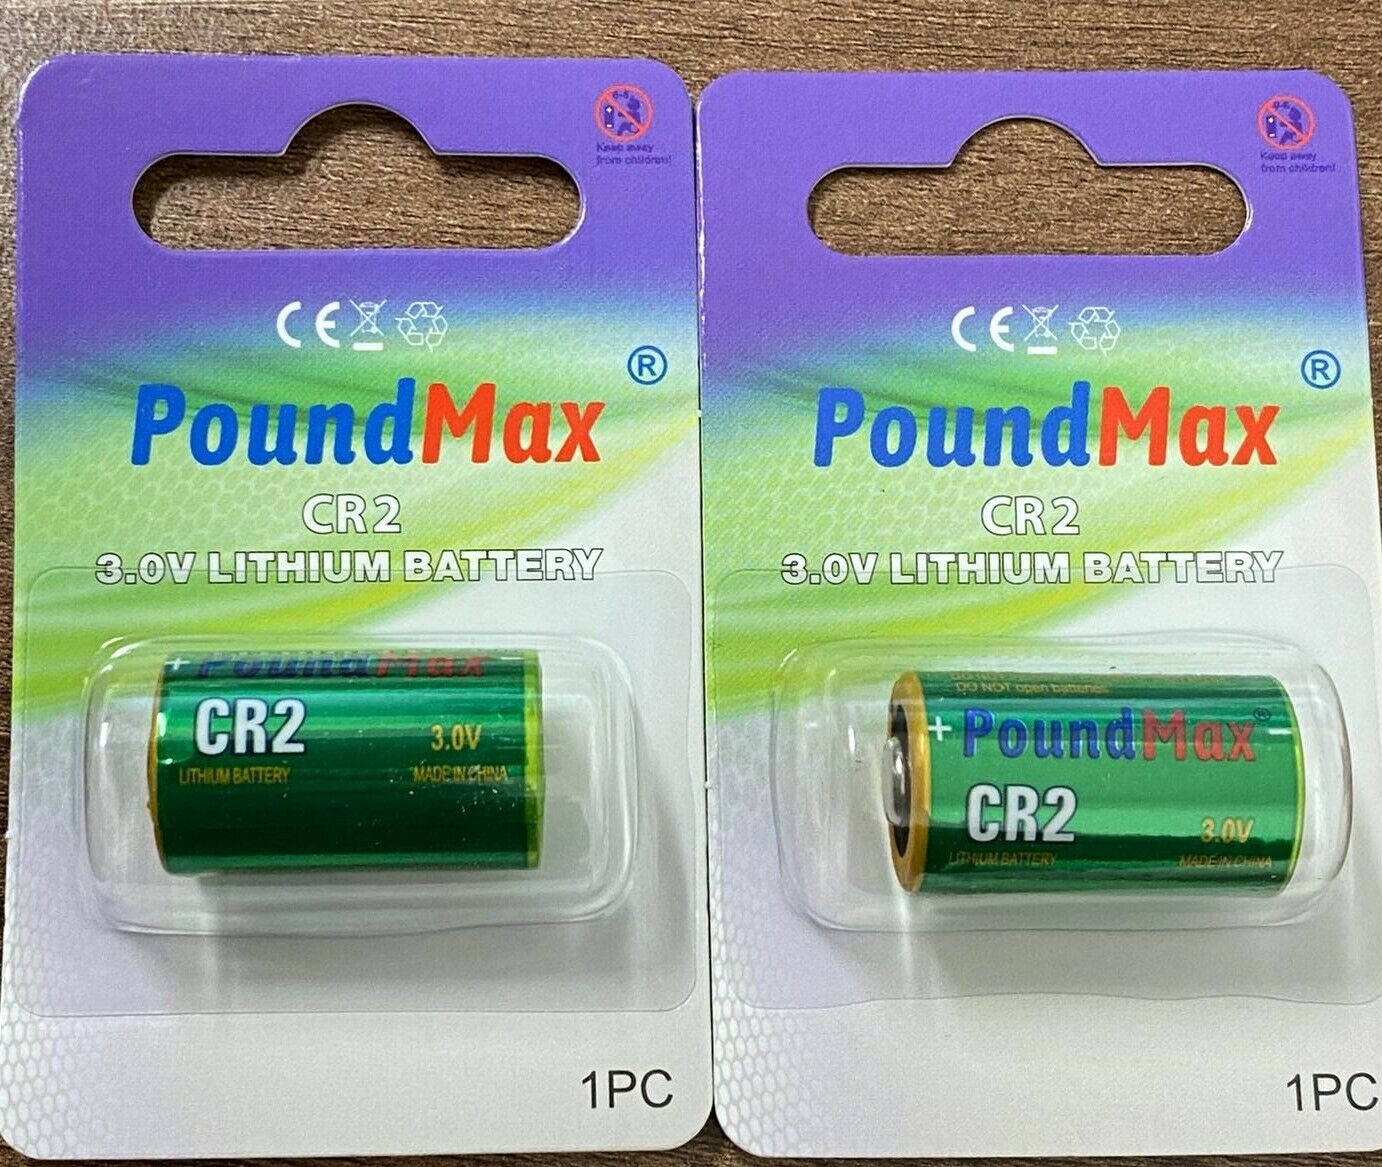 Keep away
from children!
CE
PoundMax®
CR2
3.0V LITHIUM BATTERY
+ PoundMax −
CR2 3.0V
LITHIUM BATTERY MADE IN CHINA
1PC
Keep away
from children!
CE
PoundMax®
CR2
3.0V LITHIUM BATTERY
DO NOT open batteries
+ PoundMax® −
CR2 3.0V
LITHIUM BATTERY MADE IN CHINA
1PC